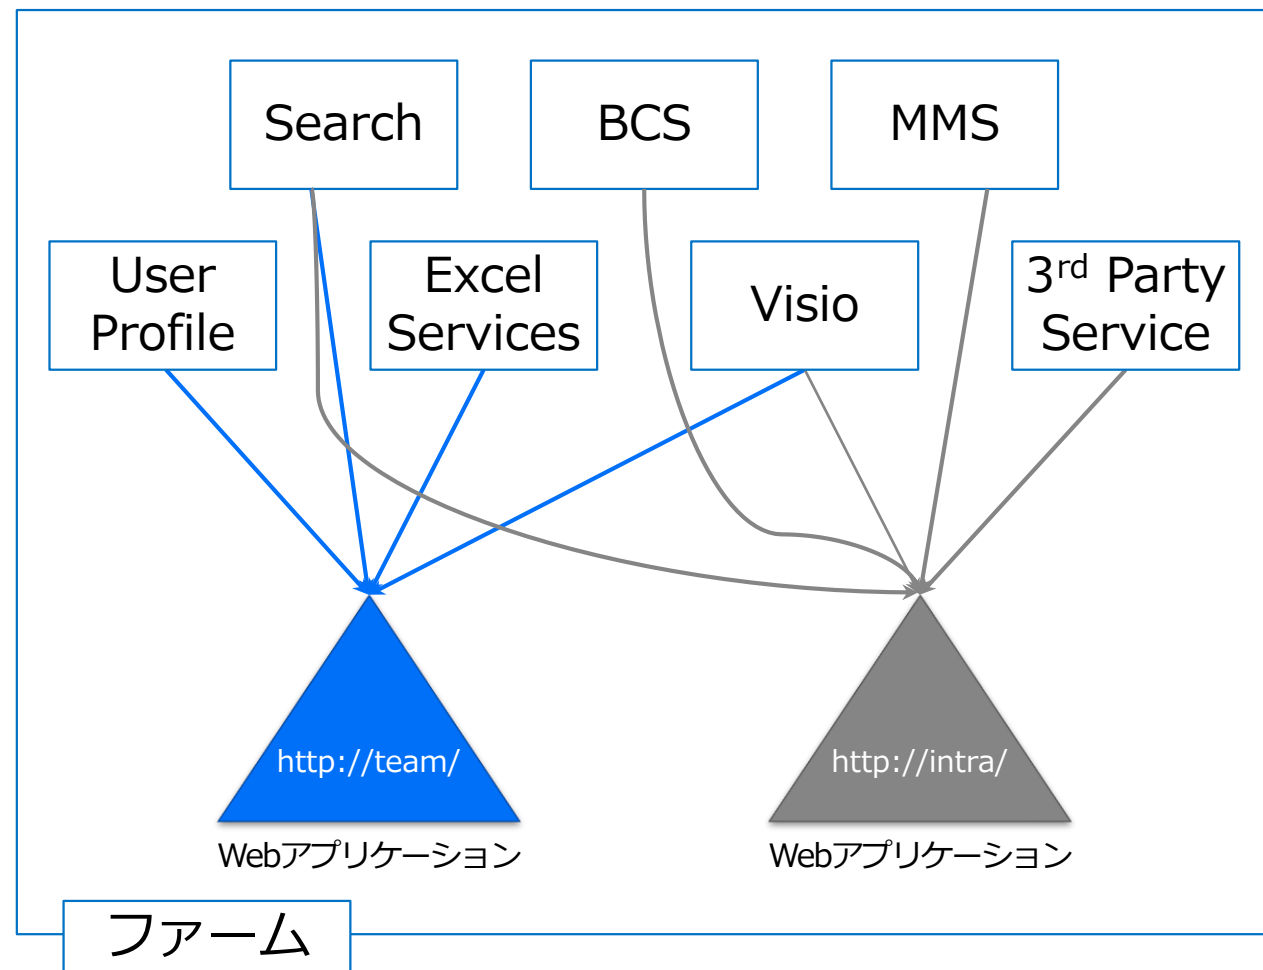 Search
BCS
MMS
User
Profile
Excel
Services
Visio
3rd Party
Service
http://team/
http://intra/
Webアプリケーション
Webアプリケーション
ファーム